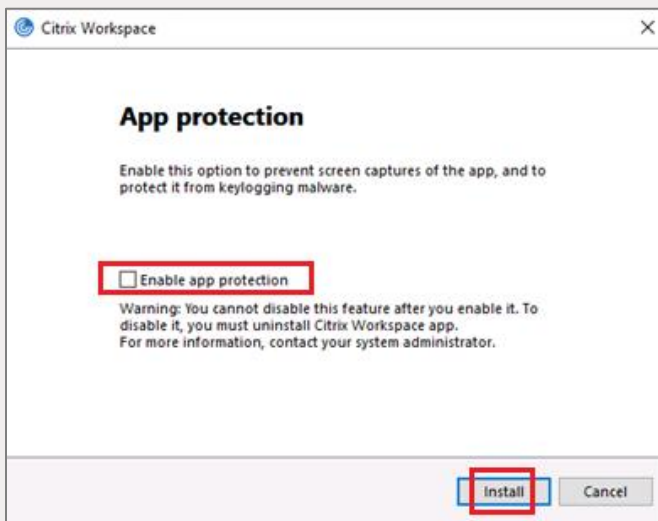 Citrix Workspace
App protection
Enable this option to prevent screen captures of the app, and to
protect it from keylogging malware.
Enable app protection
Warning: You cannot disable this feature after you enable it. To
disable it, you must uninstall Citrix Workspace app.
For more information, contact your system administrator.
Install Cancel